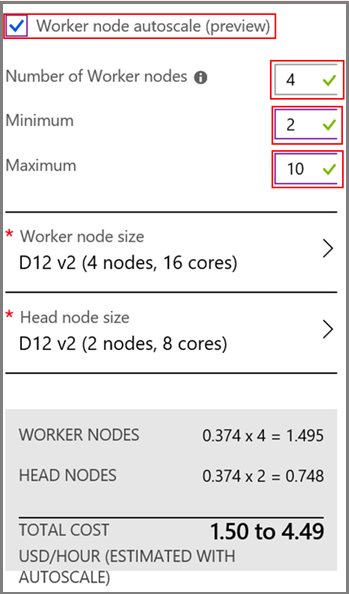 Worker node autoscale (preview)
Number of Worker nodes 4
Minimum 2
Maximum 10
* Worker node size
D12 v2 (4 nodes, 16 cores)
* Head node size
D12 v2 (2 nodes, 8 cores)
WORKER NODES 0.374 x 4 = 1.495
HEAD NODES 0.374 x 2 = 0.748
TOTAL COST 1.50 to 4.49
USD/HOUR (ESTIMATED WITH
AUTOSCALE)